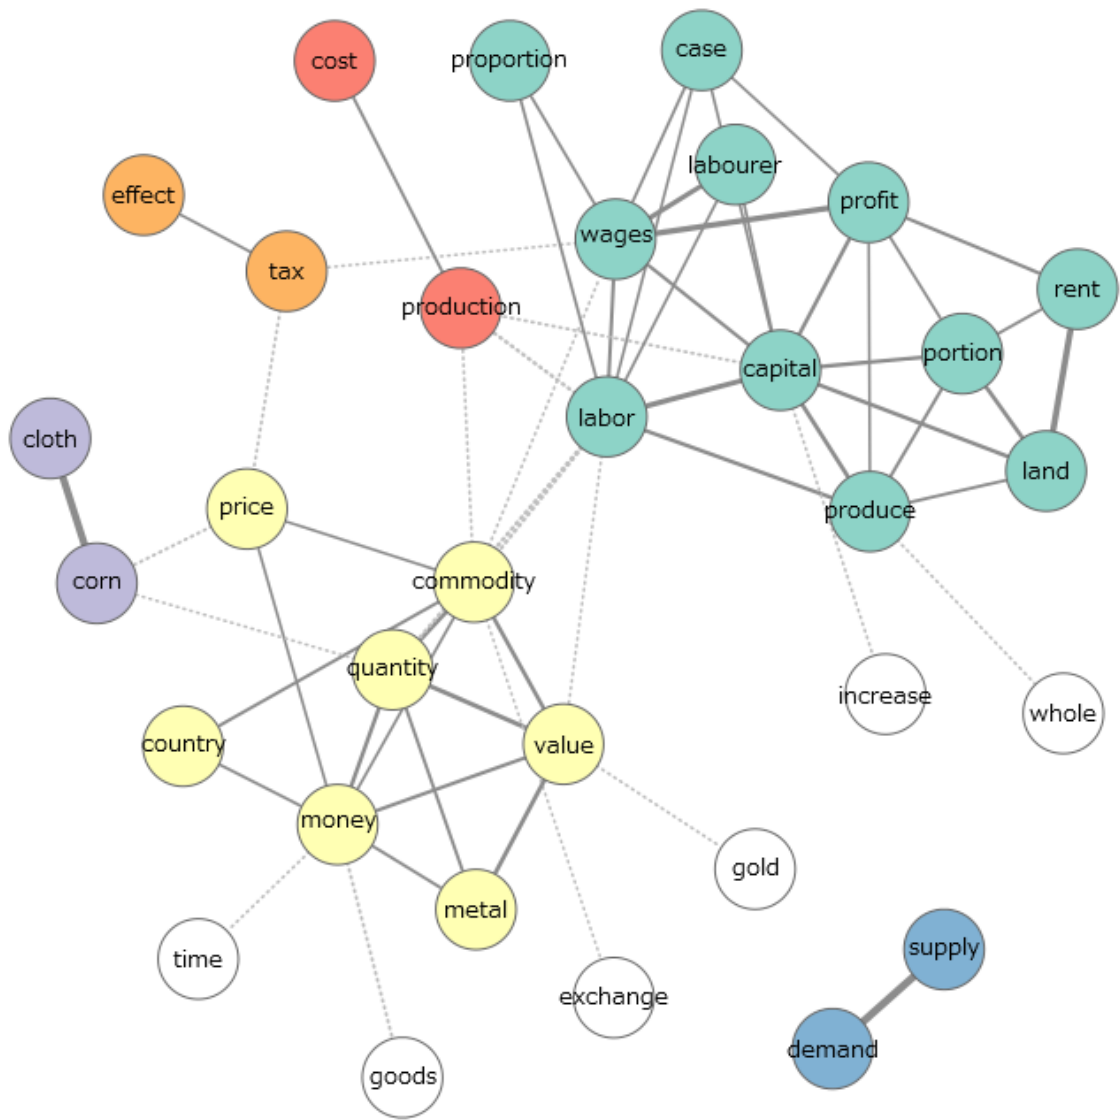 cost
proportion
case
labourer
effect
profit
wages
tax
rent
production
portion
capital
labor
cloth
land
price
produce
commodity
corn
quantity
increase
whole
country
value
money
gold
metal
supply
time
exchange
demand
goods